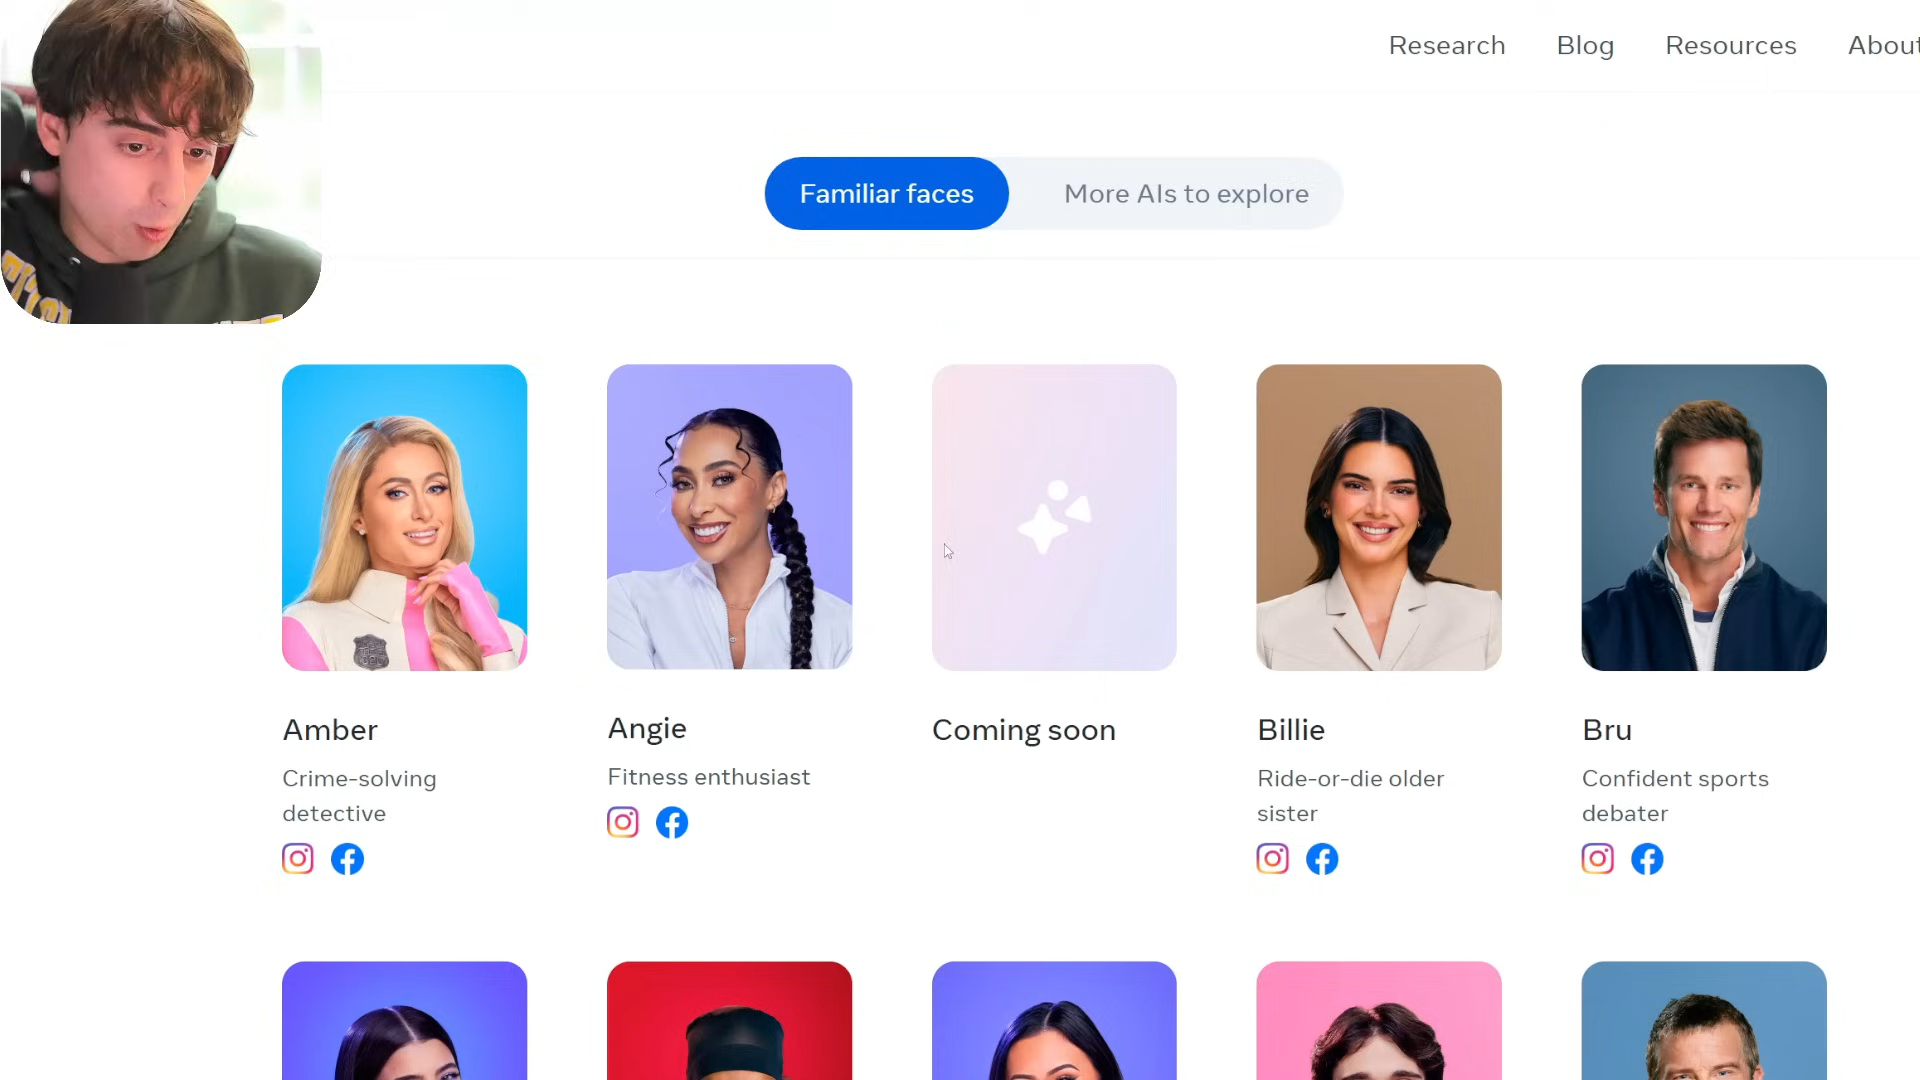 Research Blog Resources About
Familiar faces More AIs to explore
Amber
Crime-solving
detective
Angie
Fitness enthusiast
Coming soon
Billie
Ride-or-die older
sister
Bru
Confident sports
debater